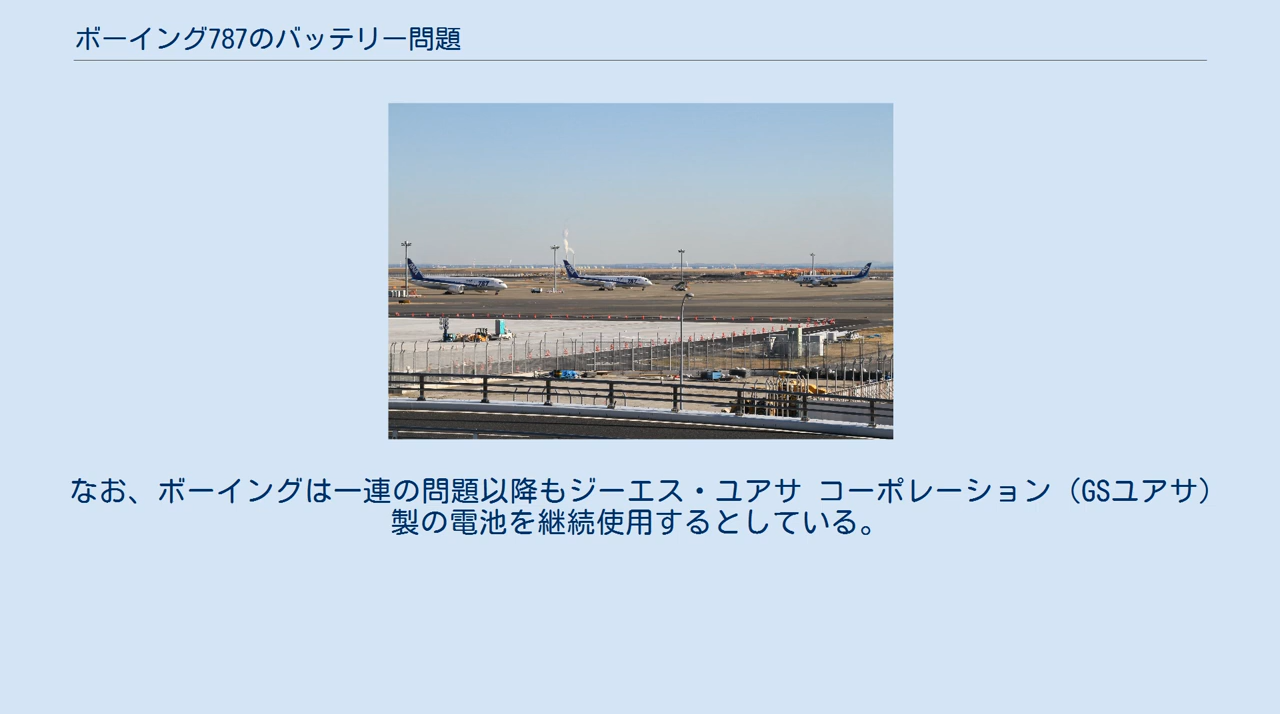 ボーイング787のバッテリー問題
なお、ボーイングは一連の問題以降もジーエス・ユアサ コーポレーション（GSユアサ）
製の電池を継続使用するとしている。